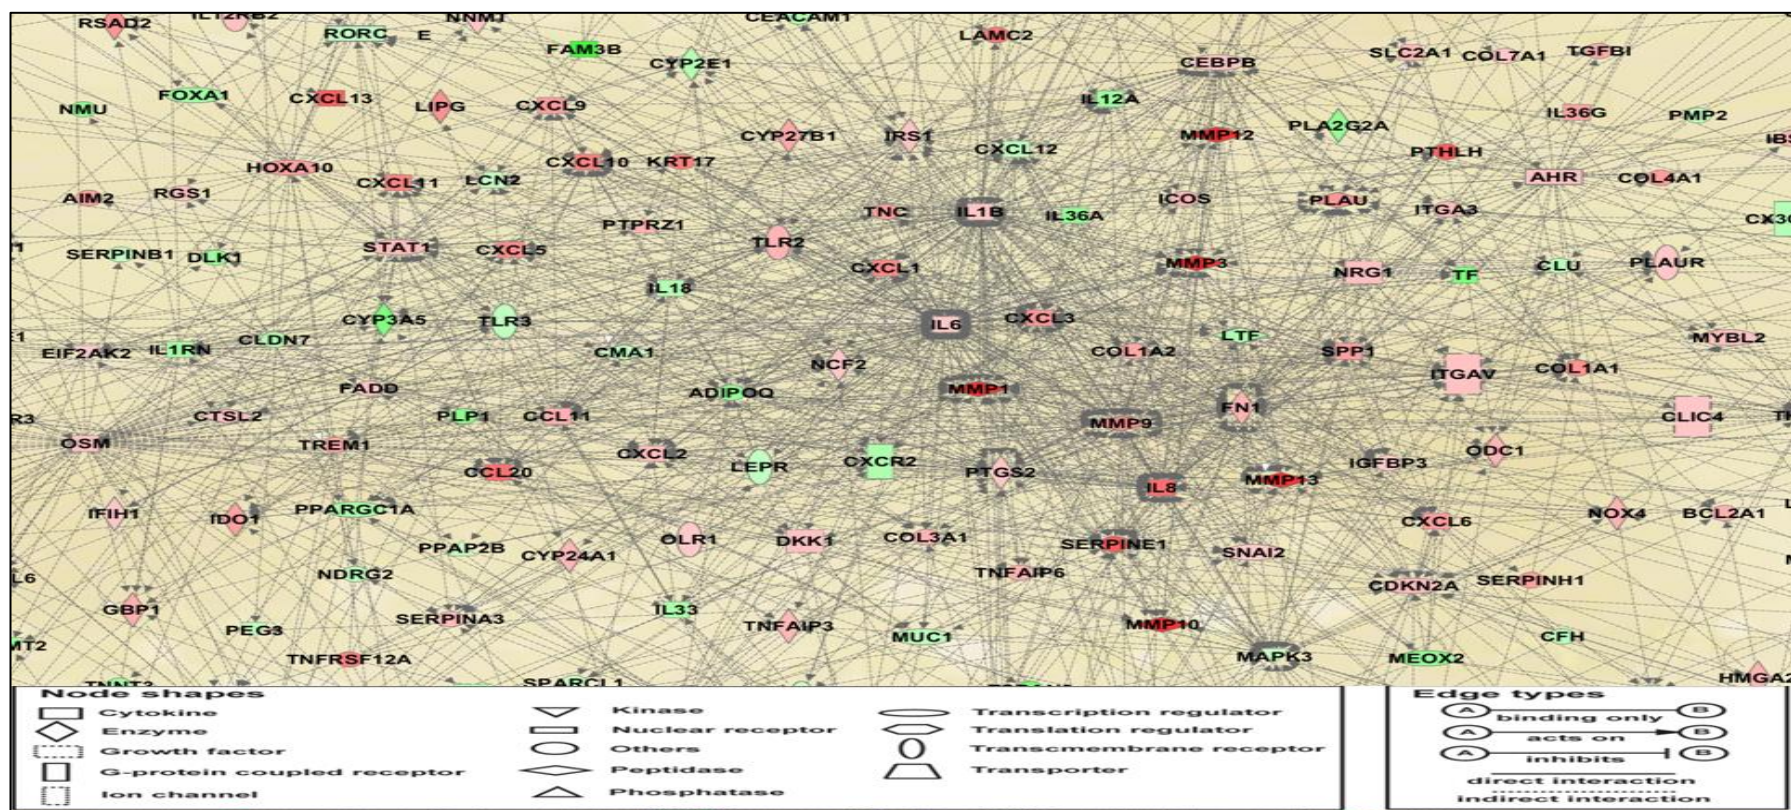 RSAD2
IL12RB2
RORC
E
NNMT
FAM3B
CEACAM1
CYP2E1
LAMC2
CEBPB
SLC2A1
COL7A1
TGFBI
NMU
FOXA1
CXCL13
LIPG
CXCL9
CYP27B1
IRS1
IL12A
CXCL12
MMP12
PLA2G2A
PTHLH
IL36G
PMP2
HOXA10
AIM2
RGS1
CXCL11
LCN2
CXCL10
KRT17
ICOS
PLAU
ITGA3
AHR
COL4A1
PTPRZ1
TNC
IL1B
IL36A
SERPINB1
DLK1
STAT1
CXCL5
TLR2
CXCL1
MMP3
NRG1
TF
CLU
PLAUR
IL18
CYP3A5
TLR3
IL6
CXCL3
LTF
MYBL2
EIF2AK2
IL1RN
CLDN7
CMA1
NCF2
COL1A2
SPP1
ITGAV
COL1A1
FADD
ADIPOQ
MMP1
FN1
CTSL2
PLP1
CCL11
MMP9
CLIC4
R3
OSM
TREM1
CCL20
CXCL2
LEPR
CXCR2
PTGS2
IL8
MMP13
IGFBP3
ODC1
IFIH1
IDO1
PPARGC1A
CXCL6
NOX4
BCL2A1
PPAP2B
CYP24A1
OLR1
DKK1
COL3A1
SERPINE1
SNAI2
L6
NDRG2
TNFAIP6
CDKN2A
SERPINH1
GBP1
PEG3
SERPINA3
IL33
TNFAIP3
MUC1
MMP10
CFH
MT2
TNFRSF12A
MAPK3
MEOX2
TNNT3
SPARCL1
HMGA2
Node shapes
Cytokine
Enzyme
Growth factor
G-protein coupled receptor
Ion channel
Kinase
Nuclear receptor
Others
Peptidase
Phosphatase
Transcription regulator
Translation regulator
Transcmembrane receptor
Transporter
Edge types
A binding only B
A acts on B
A inhibits B
direct interaction
indirect interaction